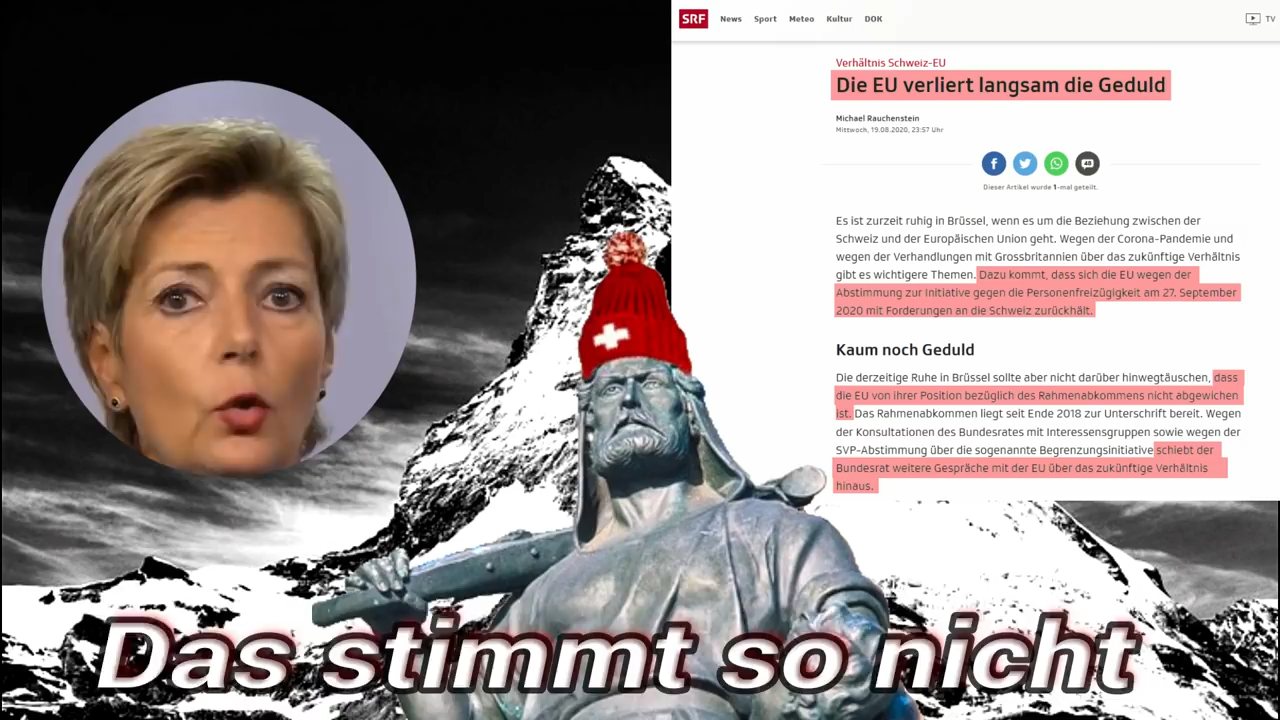 SRF News Sport Meteo Kultur DOK TV
Verhältnis Schweiz-EU
Die EU verliert langsam die Geduld
Michael Rauchenstein
Mittwoch, 19.08.2020, 23:57 Uhr
48
Dieser Artikel wurde 1-mal geteilt.
Es ist zurzeit ruhig in Brüssel, wenn es um die Beziehung zwischen der
Schweiz und der Europäischen Union geht. Wegen der Corona-Pandemie und
wegen der Verhandlungen mit Grossbritannien über das zukünftige Verhältnis
gibt es wichtigere Themen. Dazu kommt, dass sich die EU wegen der
Abstimmung zur Initiative gegen die Personenfreizügigkeit am 27. September
2020 mit Forderungen an die Schweiz zurückhält.
Kaum noch Geduld
Die derzeitige Ruhe in Brüssel sollte aber nicht darüber hinwegtäuschen, dass
die EU von ihrer Position bezüglich des Rahmenabkommens nicht abgewichen
ist. Das Rahmenabkommen liegt seit Ende 2018 zur Unterschrift bereit. Wegen
der Konsultationen des Bundesrates mit Interessensgruppen sowie wegen der
SVP-Abstimmung über die sogenannte Begrenzungsinitiative schiebt der
Bundesrat weitere Gespräche mit der EU über das zukünftige Verhältnis
hinaus.
Das stimmt so nicht